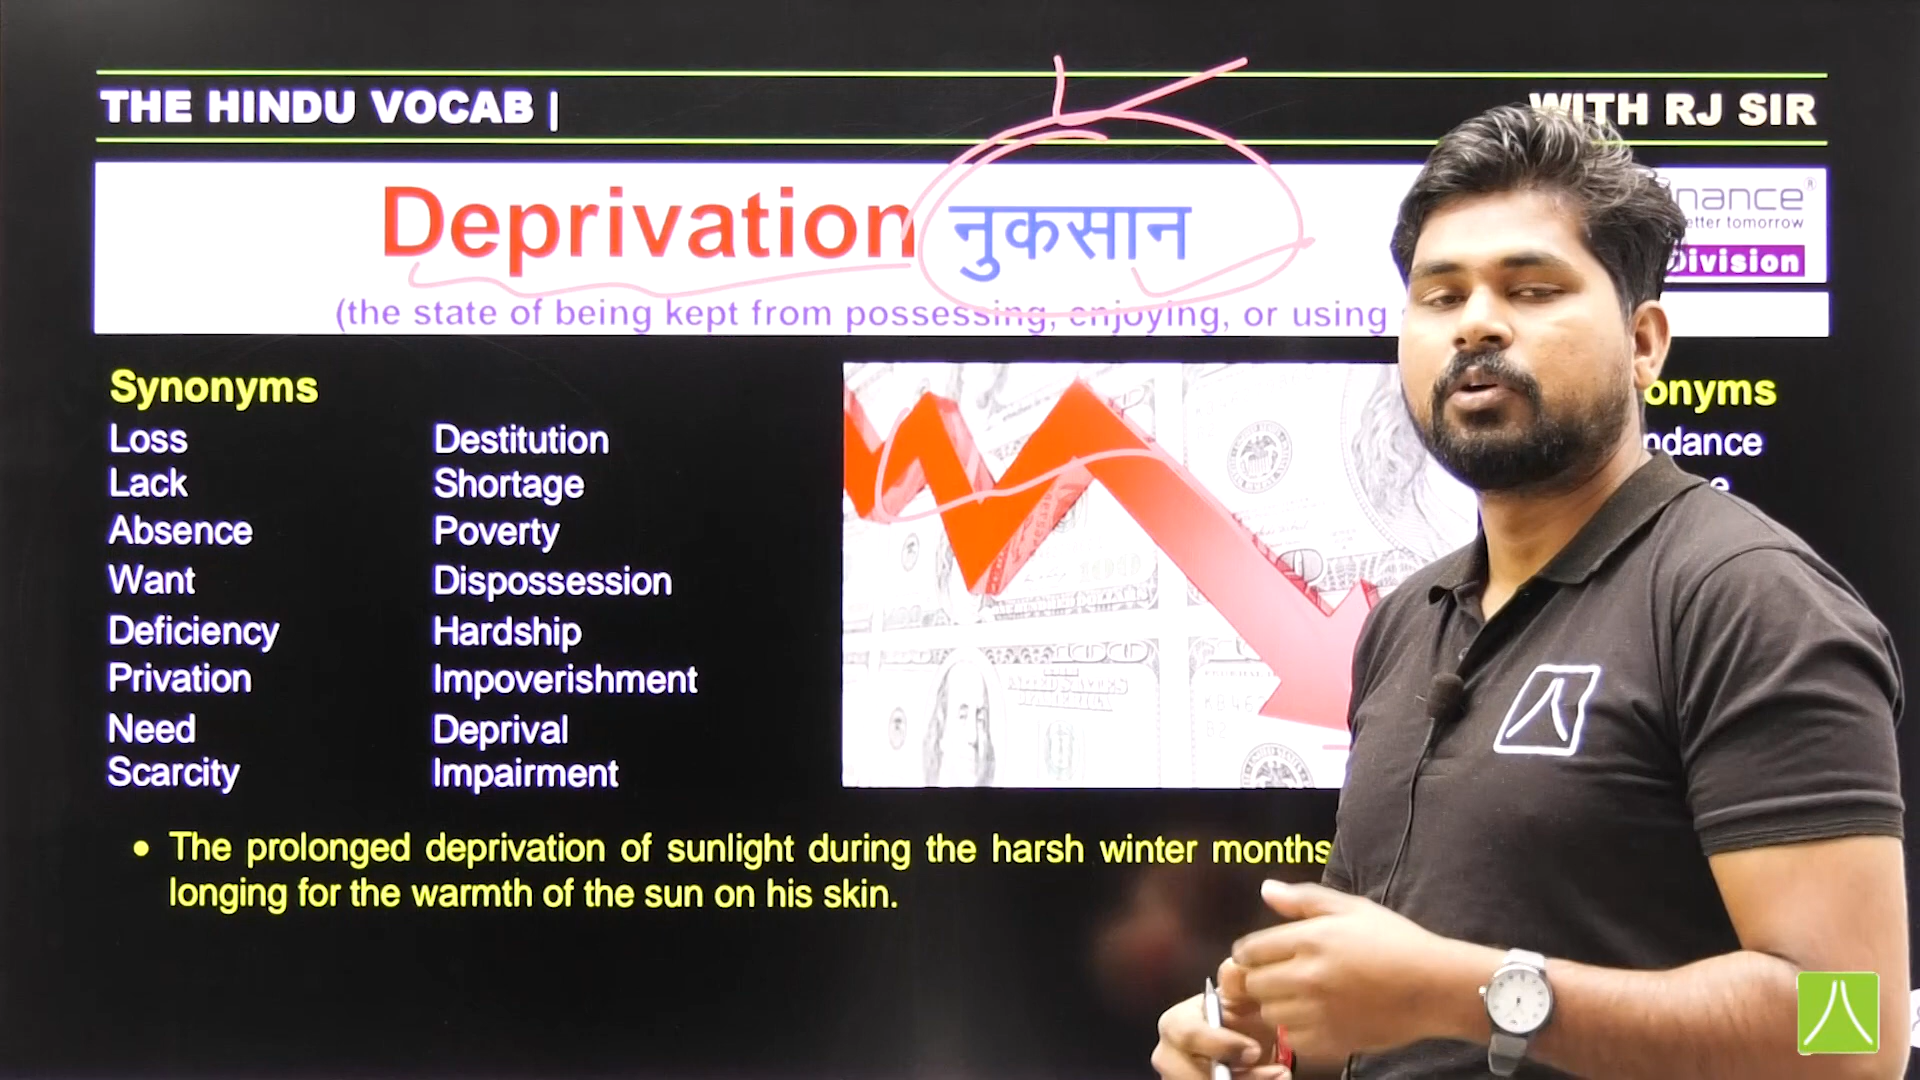 THE HINDU VOCAB |
WITH RJ SIR
Deprivation नुकसान
(the state of being kept from possessing, enjoying, or using
Division
Synonyms
Loss Destitution
Lack Shortage
Absence Poverty
Want Dispossession
Deficiency Hardship
Privation Impoverishment
Need Deprival
Scarcity Impairment
• The prolonged deprivation of sunlight during the harsh winter months
longing for the warmth of the sun on his skin.